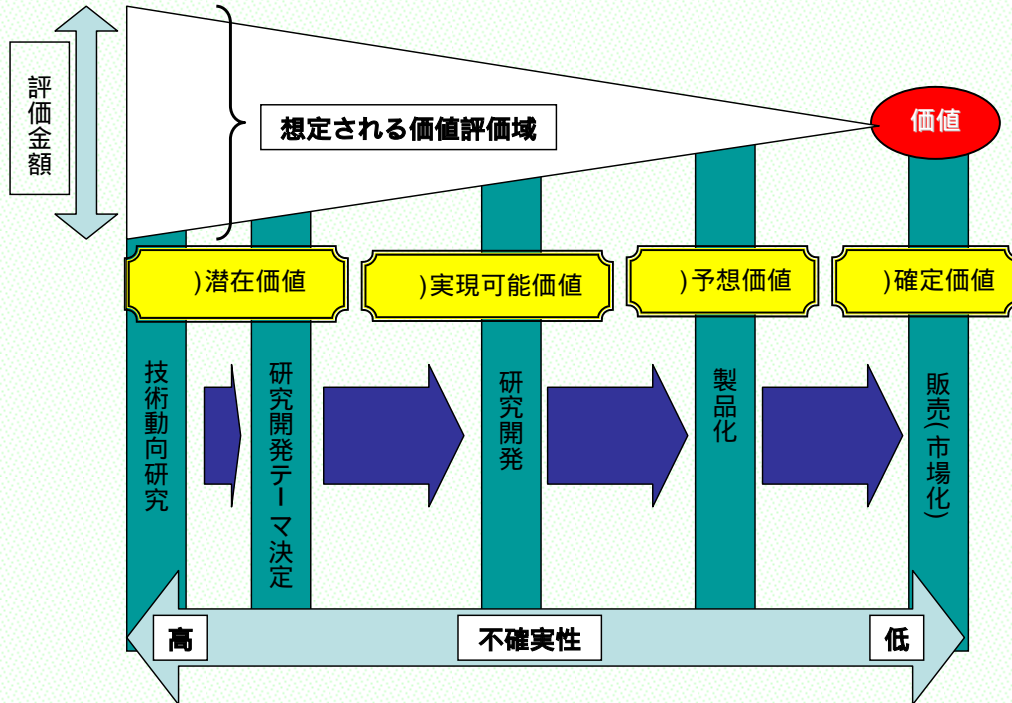 評価金額
想定される価値評価域
価値
)潜在価値
)実現可能価値
)予想価値
)確定価値
技術動向研究
研究開発テーマ決定
研究開発
製品化
販売(市場化)
高
不確実性
低